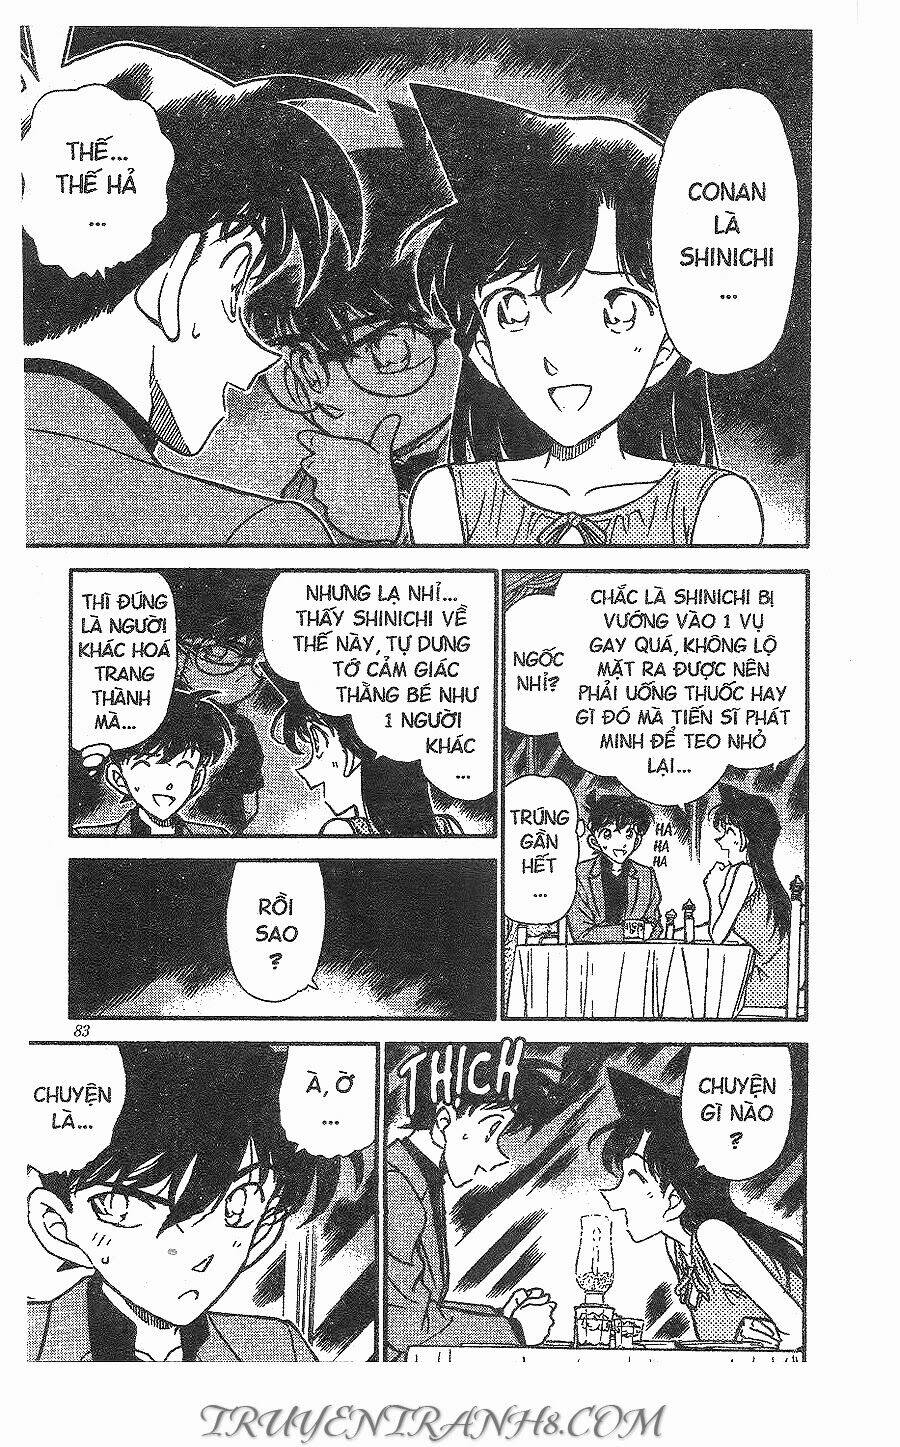 CONAN
LÀ
SHINICHI
...
THẾ...
THẾ HẢ
...
CHẮC LÀ SHINICHI BỊ
VƯỚNG VÀO 1 VỤ
GAY QUÁ, KHÔNG LỘ
MẶT RA ĐƯỢC NÊN
PHẢI UỐNG THUỐC HAY
GÌ ĐÓ MÀ TIẾN SĨ PHÁT
MINH ĐỂ TEO NHỎ
LẠI...
NGỐC
NHỈ?
HA
HA
HA
TRÚNG
GẦN
HẾT
...
NHƯNG LẠ NHỈ...
THẤY SHINICHI VỀ
THẾ NÀY, TỰ DUNG
TỚ CẢM GIÁC
THẰNG BÉ NHƯ
1 NGƯỜI
KHÁC
...
THÌ ĐÚNG
LÀ NGƯỜI
KHÁC HOÁ
TRANG
THÀNH
MÀ...
RỒI
SAO
?
83
CHUYỆN
GÌ NÀO
?
THỊCH
À, Ờ
...
CHUYỆN
LÀ...
TRUYENTRANH8.COM